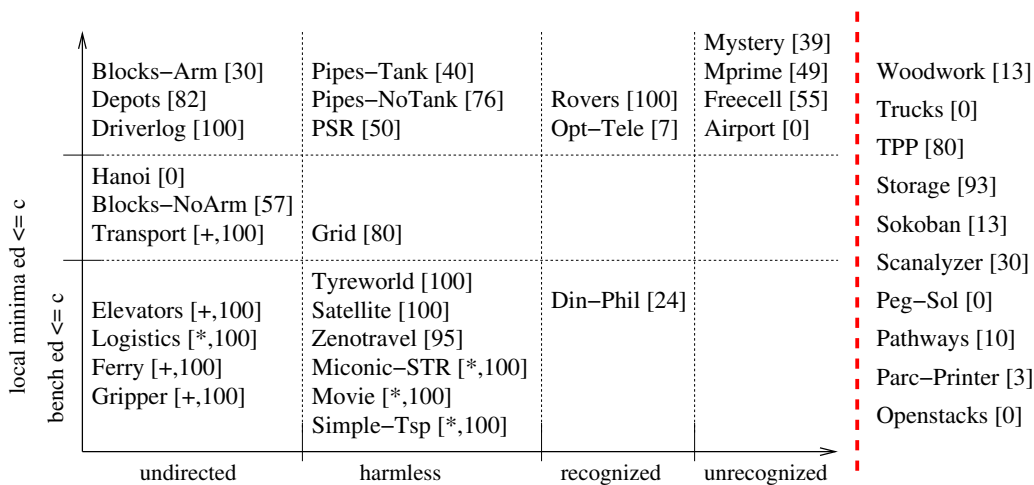 Blocks−Arm [30]
Depots [82]
Driverlog [100]
Pipes−Tank [40]
Pipes−NoTank [76]
PSR [50]
Rovers [100]
Opt−Tele [7]
Mystery [39]
Mprime [49]
Freecell [55]
Airport [0]
Hanoi [0]
Blocks−NoArm [57]
Transport [+,100]
Grid [80]
Elevators [+,100]
Logistics [*,100]
Ferry [+,100]
Gripper [+,100]
Tyreworld [100]
Satellite [100]
Zenotravel [95]
Miconic−STR [*,100]
Movie [*,100]
Simple−Tsp [*,100]
Din−Phil [24]
local minima ed <= c
bench ed <= c
undirected
harmless
recognized
unrecognized
Woodwork [13]
Trucks [0]
TPP [80]
Storage [93]
Sokoban [13]
Scanalyzer [30]
Peg−Sol [0]
Pathways [10]
Parc−Printer [3]
Openstacks [0]